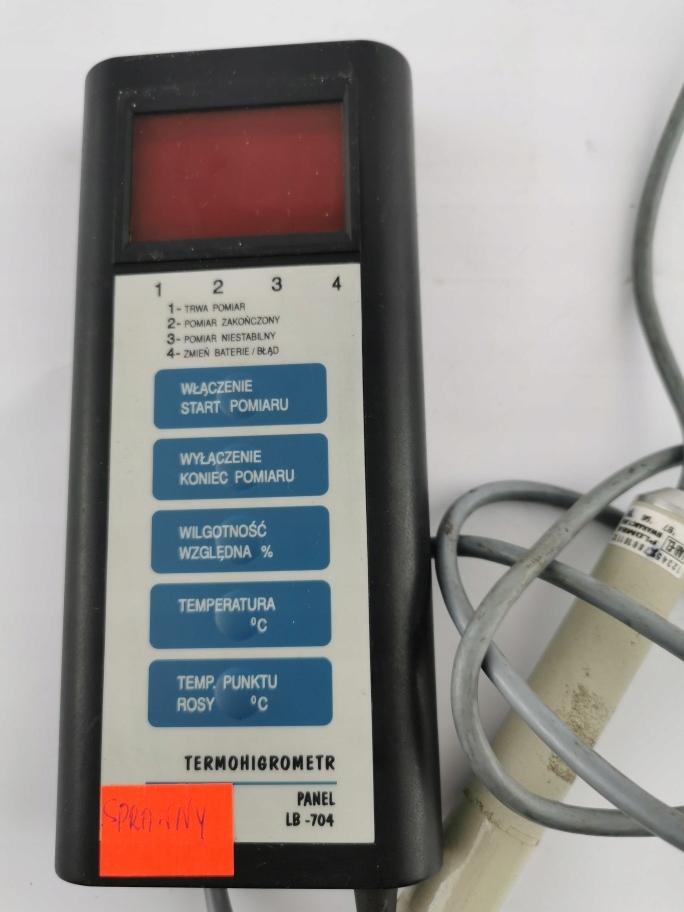 1 2 3 4
1- TRWA POMIAR
2- POMIAR ZAKOŃCZONY
3- POMIAR NIESTABILNY
4- ZMIEŃ BATERIE / BŁĄD
WŁĄCZENIE
START POMIARU
WYŁĄCZENIE
KONIEC POMIARU
WILGOTNOŚĆ
WZGLĘDNA %
TEMPERATURA
°C
TEMP. PUNKTU
ROSY °C
TERMOHIGROMETR
PANEL
LB -704
SPRAWNY